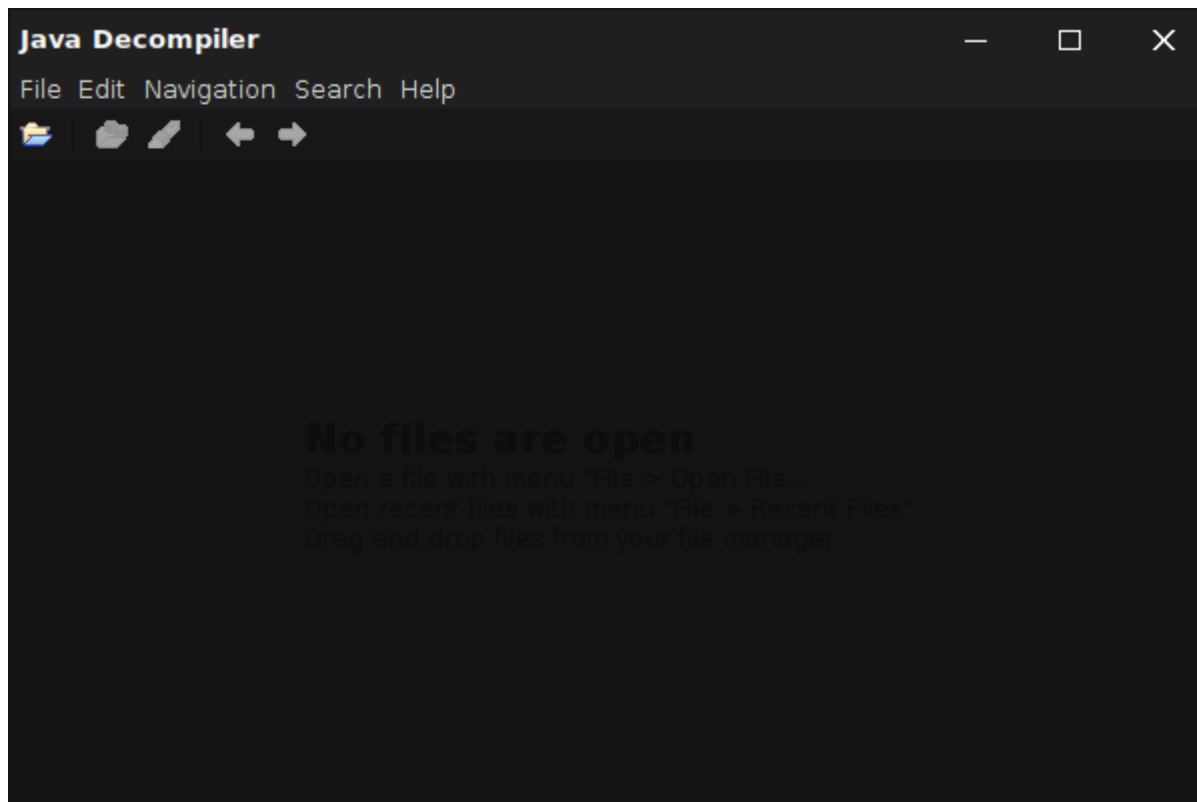 Java Decompiler
File Edit Navigation Search Help
No files are open
Open a file with menu "File > Open File..."
Open recent files with menu "File > Recent Files"
Drag and drop files from your file manager